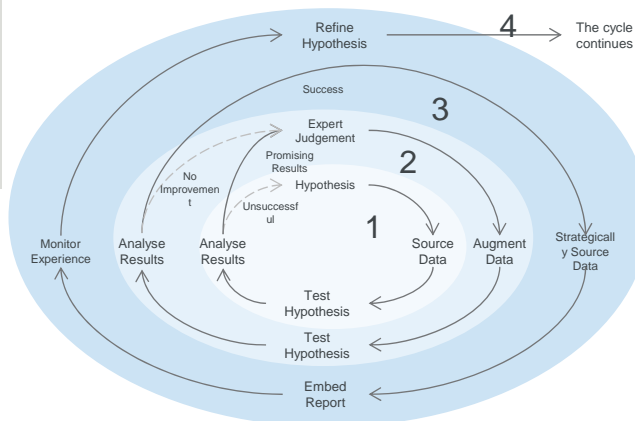 Refine
Hypothesis
4
The cycle
continues
Success
3
Expert
Judgement
Promising
Results
2
No
Improvemen
t
Hypothesis
Unsuccessf
ul
1
Monitor
Experience
Analyse
Results
Analyse
Results
Source
Data
Augment
Data
Strategicall
y Source
Data
Test
Hypothesis
Test
Hypothesis
Embed
Report